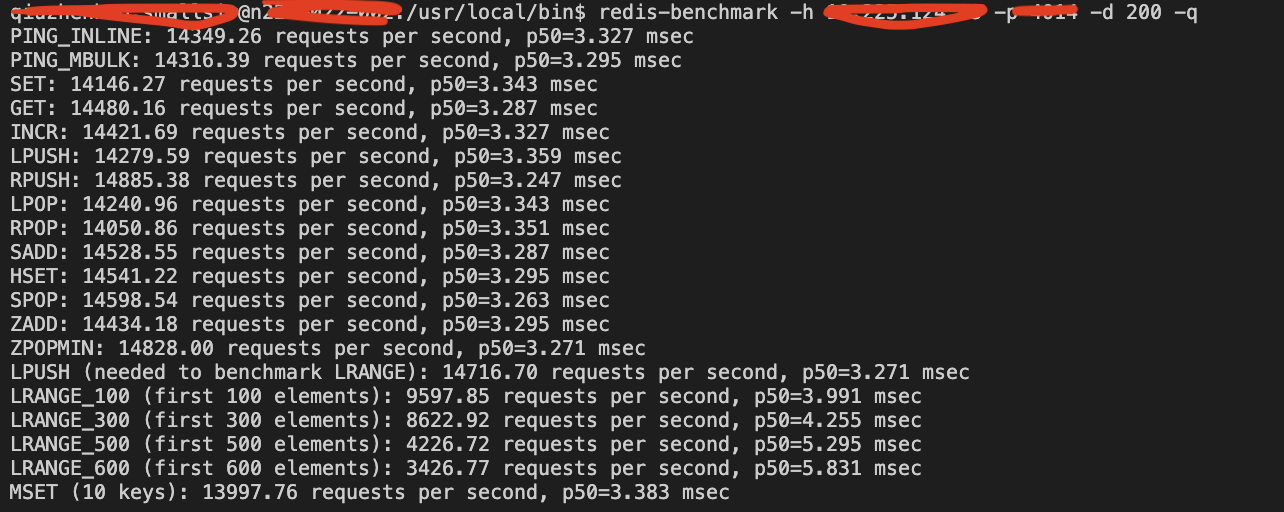 :/usr/local/bin$ redis-benchmark -h -p -d 200 -q
PING_INLINE: 14349.26 requests per second, p50=3.327 msec
PING_MBULK: 14316.39 requests per second, p50=3.295 msec
SET: 14146.27 requests per second, p50=3.343 msec
GET: 14480.16 requests per second, p50=3.287 msec
INCR: 14421.69 requests per second, p50=3.327 msec
LPUSH: 14279.59 requests per second, p50=3.359 msec
RPUSH: 14885.38 requests per second, p50=3.247 msec
LPOP: 14240.96 requests per second, p50=3.343 msec
RPOP: 14050.86 requests per second, p50=3.351 msec
SADD: 14528.55 requests per second, p50=3.287 msec
HSET: 14541.22 requests per second, p50=3.295 msec
SPOP: 14598.54 requests per second, p50=3.263 msec
ZADD: 14434.18 requests per second, p50=3.295 msec
ZPOPMIN: 14828.00 requests per second, p50=3.271 msec
LPUSH (needed to benchmark LRANGE): 14716.70 requests per second, p50=3.271 msec
LRANGE_100 (first 100 elements): 9597.85 requests per second, p50=3.991 msec
LRANGE_300 (first 300 elements): 8622.92 requests per second, p50=4.255 msec
LRANGE_500 (first 500 elements): 4226.72 requests per second, p50=5.295 msec
LRANGE_600 (first 600 elements): 3426.77 requests per second, p50=5.831 msec
MSET (10 keys): 13997.76 requests per second, p50=3.383 msec